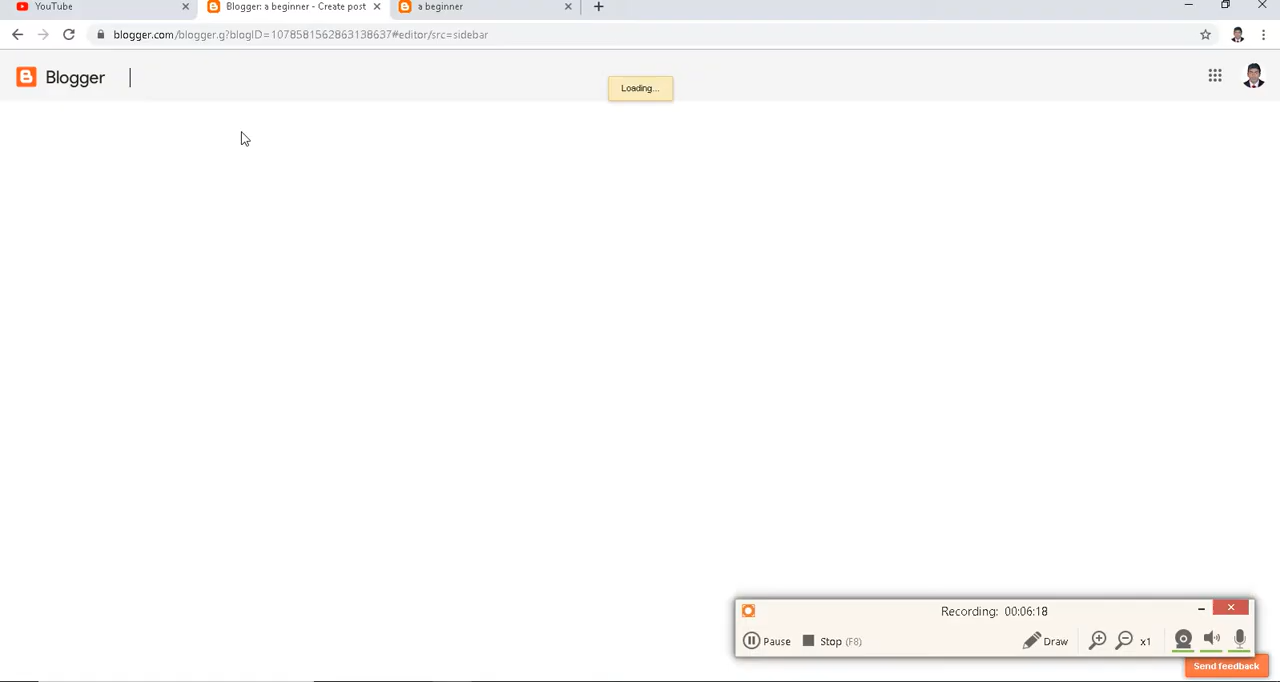 YouTube
Blogger: a beginner - Create post
a beginner
blogger.com/blogger.g?blogID=1078581562863138637#editor/src=sidebar
Blogger
Loading...
Recording: 00:06:18
Pause
Stop (F8)
Draw
x1
Send feedback